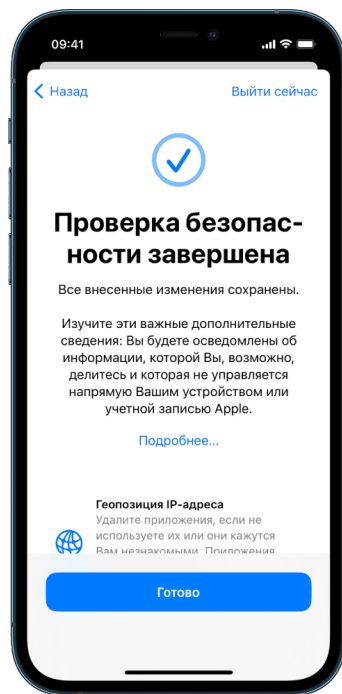 09:41
Назад
Выйти сейчас
Проверка безопас-
ности завершена
Все внесенные изменения сохранены.
Изучите эти важные дополнительные
сведения: Вы будете осведомлены об
информации, которой Вы, возможно,
делитесь и которая не управляется
напрямую Вашим устройством или
учетной записью Apple.
Подробнее...
Геопозиция IP-адреса
Удалите приложения, если не
используете их или они кажутся
Вам незнакомыми. Приложения
Готово